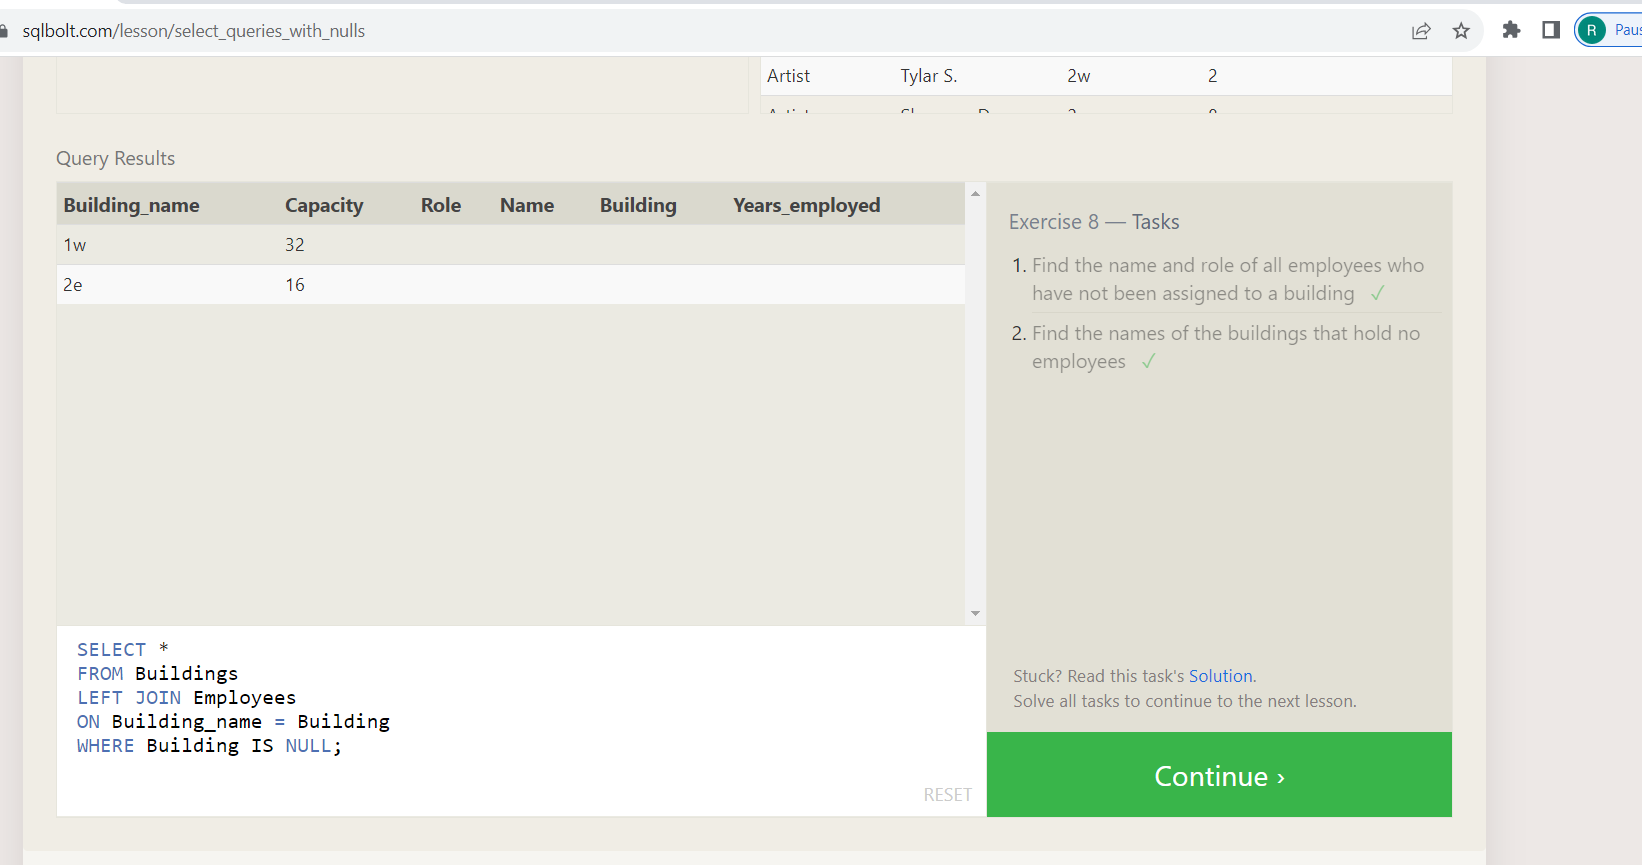 sqlbolt.com/lesson/select_queries_with_nulls
R Paus
Artist Tylar S. 2w 2
Query Results
Building_name Capacity Role Name Building Years_employed
1w 32
2e 16
Exercise 8 — Tasks
1. Find the name and role of all employees who
have not been assigned to a building ✓
2. Find the names of the buildings that hold no
employees ✓
SELECT *
FROM Buildings
LEFT JOIN Employees
ON Building_name = Building
WHERE Building IS NULL;
RESET
Stuck? Read this task's Solution.
Solve all tasks to continue to the next lesson.
Continue ›